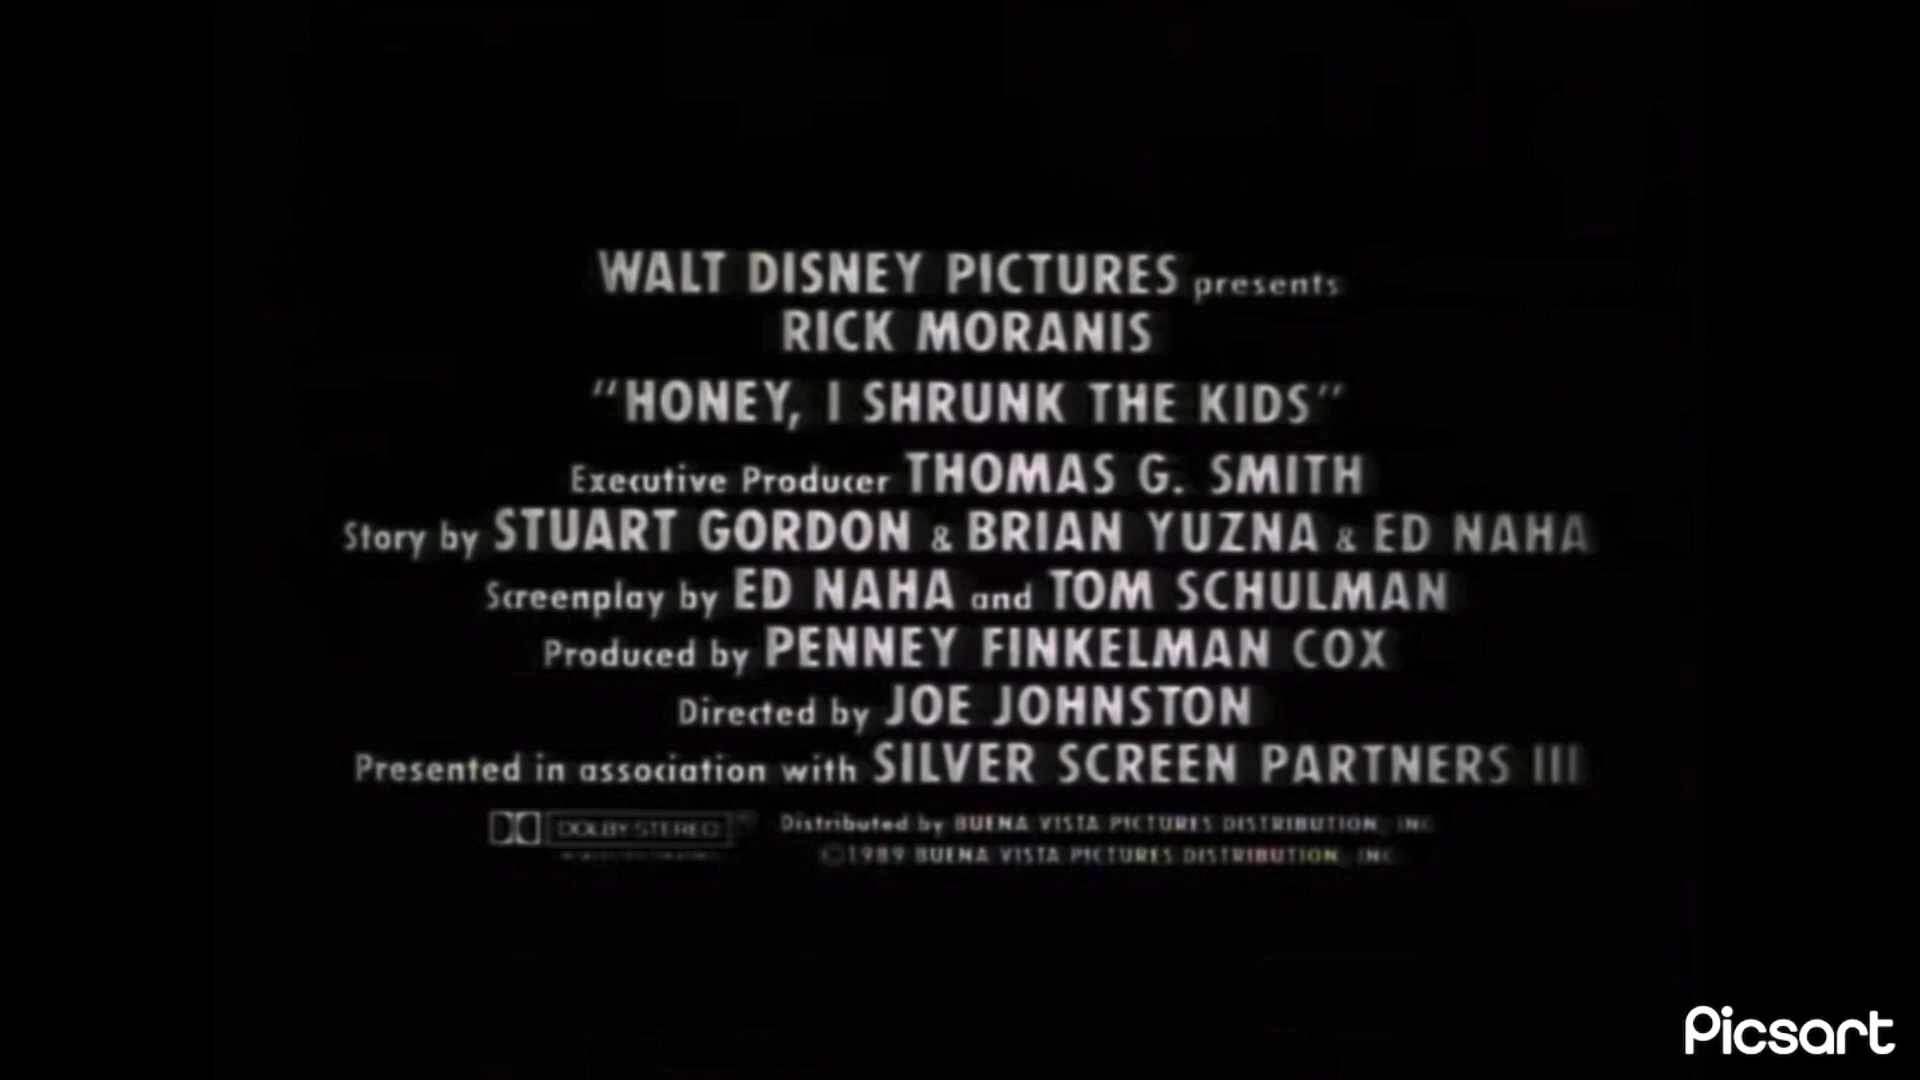 WALT DISNEY PICTURES presents
RICK MORANIS
"HONEY, I SHRUNK THE KIDS"
Executive Producer THOMAS G. SMITH
Story by STUART GORDON & BRIAN YUZNA & ED NAHA
Screenplay by ED NAHA and TOM SCHULMAN
Produced by PENNEY FINKELMAN COX
Directed by JOE JOHNSTON
Presented in association with SILVER SCREEN PARTNERS III
DOLBY STEREO Distributed by BUENA VISTA PICTURES DISTRIBUTION, INC
©1989 BUENA VISTA PICTURES DISTRIBUTION, INC
Picsart